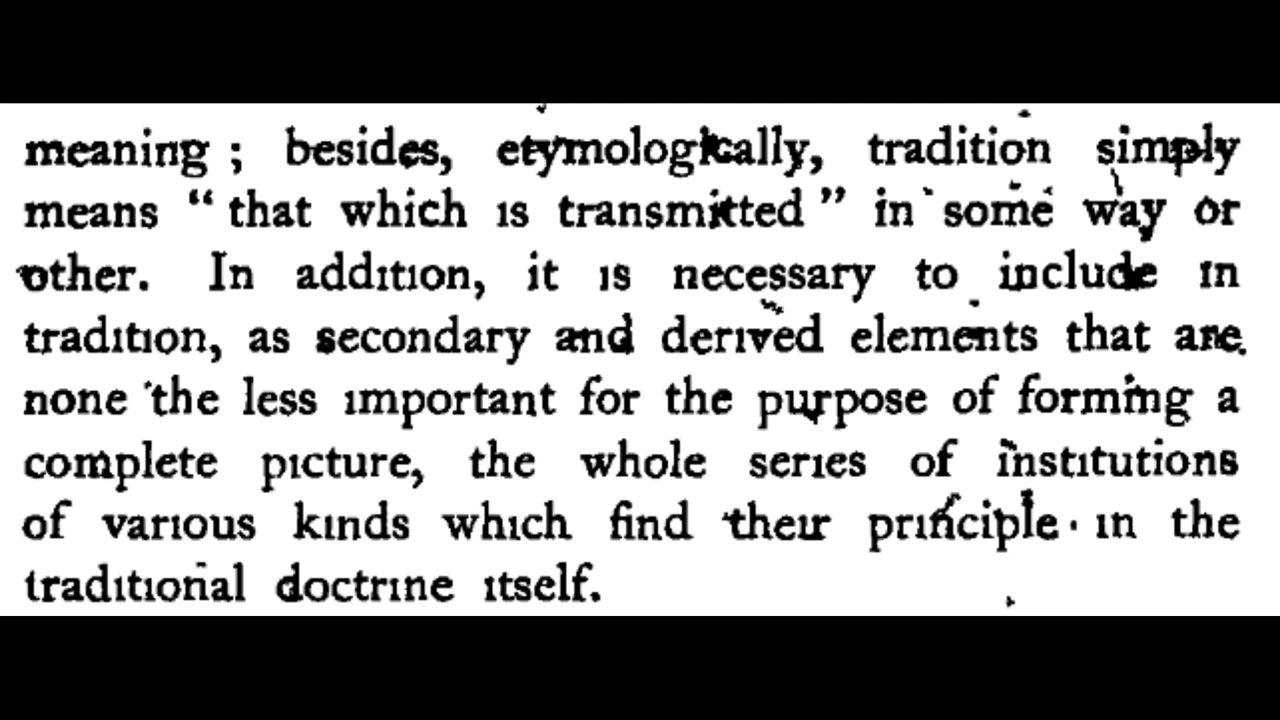 meaning ; besides, etymologically, tradition simply
means “ that which is transmitted ” in some way or
other. In addition, it is necessary to include in
tradition, as secondary and derived elements that are
none the less important for the purpose of forming a
complete picture, the whole series of institutions
of various kinds which find their principle in the
traditional doctrine itself.